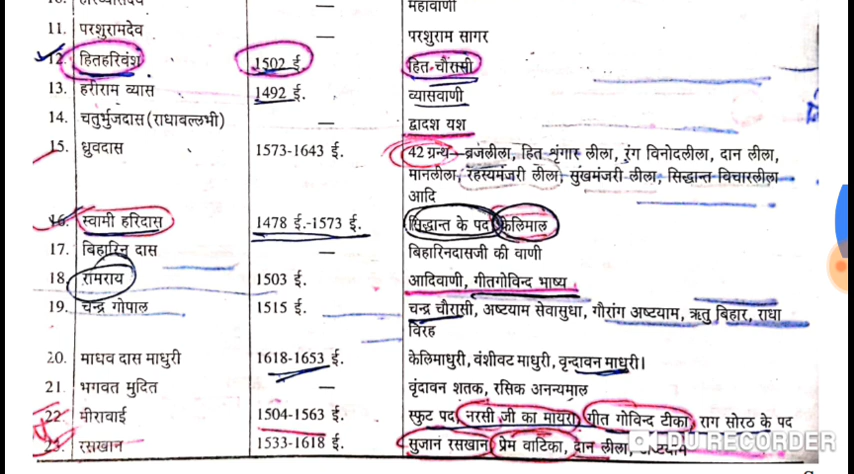 महावाणी
11. परशुरामदेव — परशुराम सागर
12. हितहरिवंश 1502 ई. हित-चौरासी
13. हरीराम व्यास 1492 ई. व्यासवाणी
14. चतुर्भुजदास (राधाबल्लभी) — द्वादश यश
15. ध्रुवदास 1573-1643 ई. 42 ग्रन्थ—ब्रजलीला, हित शृंगार लीला, रंग विनोदलीला, दान लीला,
मानलीला, रहस्यमंजरी लीला, सुखमंजरी लीला, सिद्धान्त विचारलीला
आदि
16. स्वामी हरिदास 1478 ई.-1573 ई. सिद्धान्त के पद, केलिमाल
17. बिहारिन दास — बिहारिनदासजी की वाणी
18. रामराय 1503 ई. आदिवाणी, गीतगोविन्द भाष्य
19. चन्द्र गोपाल 1515 ई. चन्द्र चौरासी, अष्टयाम सेवासुधा, गौरांग अष्टयाम, ऋतु बिहार, राधा
विरह
20. माधव दास माधुरी 1618-1653 ई. केलिमाधुरी, वंशीवट माधुरी, वृन्दावन माधुरी।
21. भगवत मुदित — वृंदावन शतक, रसिक अनन्यमाल
22. मीराबाई 1504-1563 ई. स्फुट पद, नरसी जी का मायरा, गीत गोविन्द टीका, राग सोरठ के पद
23. रसखान 1533-1618 ई. सुजान रसखान, प्रेम वाटिका, दान लीला,
DU RECORDER